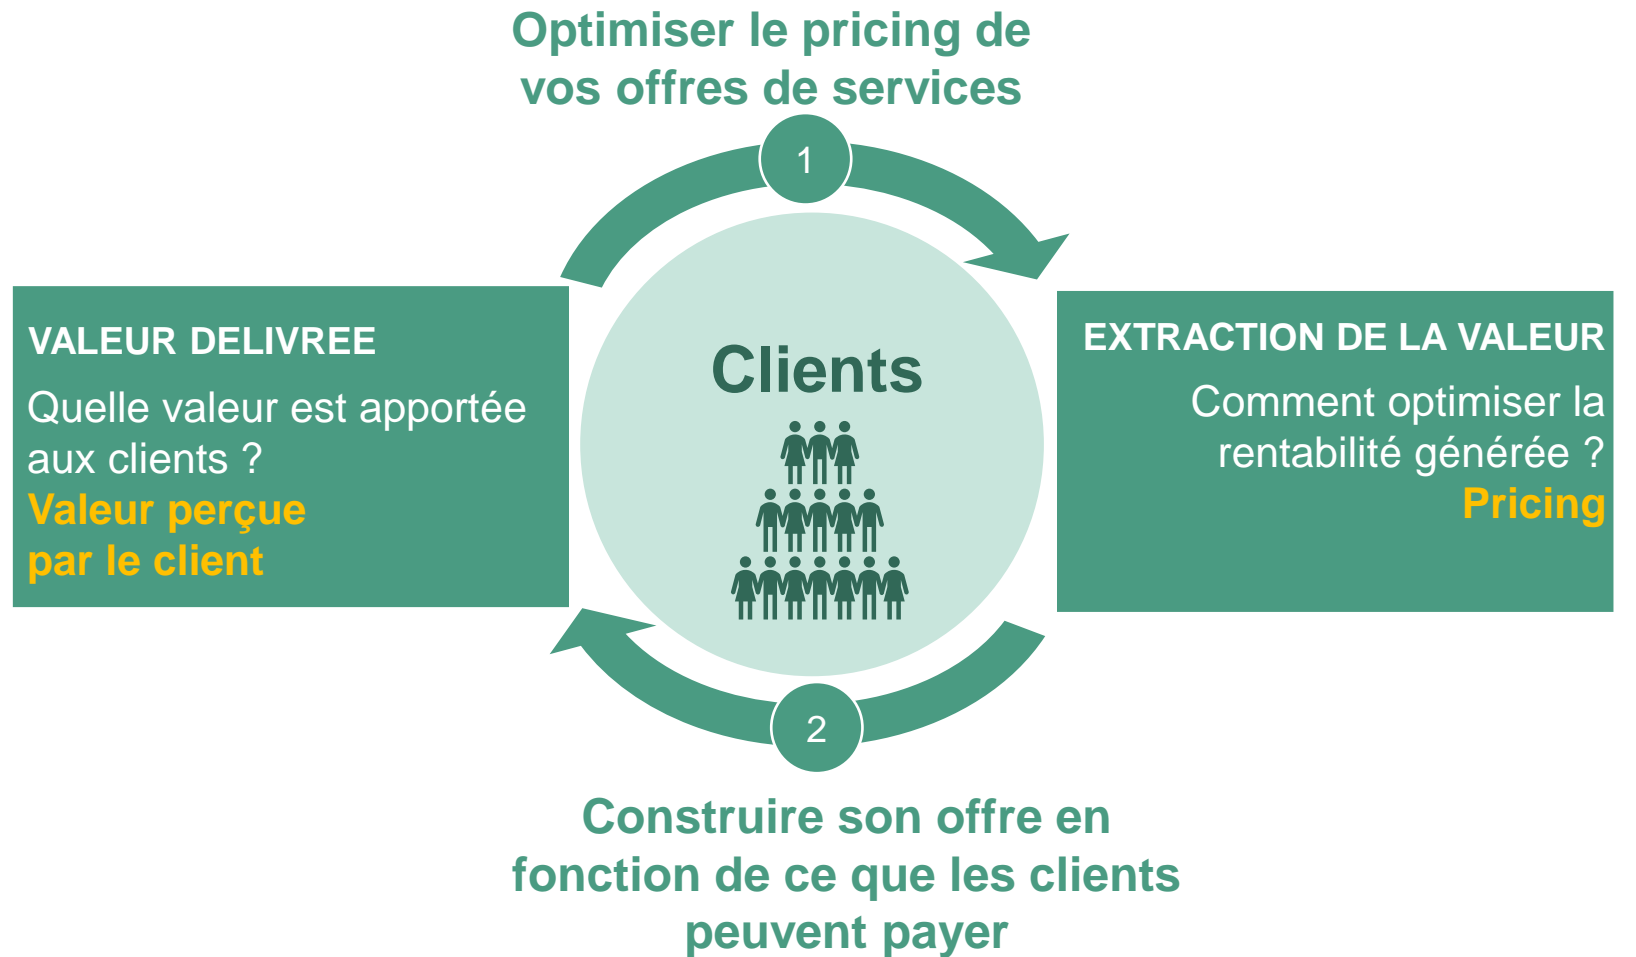 Optimiser le pricing de
vos offres de services
1
VALEUR DELIVREE
Quelle valeur est apportée
aux clients ?
Valeur perçue
par le client
Clients
EXTRACTION DE LA VALEUR
Comment optimiser la
rentabilité générée ?
Pricing
2
Construire son offre en
fonction de ce que les clients
peuvent payer